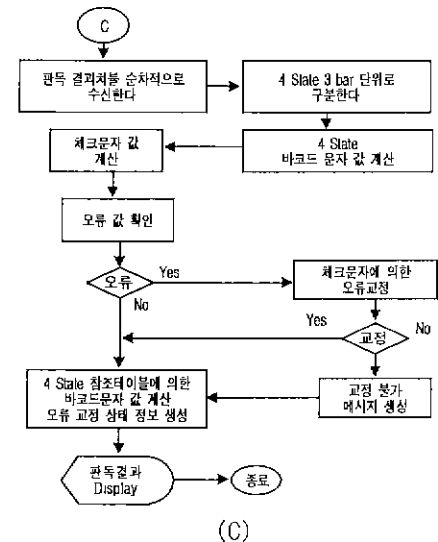 C
판독 결과치를 순차적으로
수신한다
4 State 3 bar 단위로
구분한다
4 State
바코드 문자 값 계산
체크문자 값
계산
오류 값 확인
오류
Yes
No
체크문자에 의한
오류교정
교정
Yes
No
교정 불가
메시지 생성
4 State 참조테이블에 의한
바코드문자 값 계산
오류 교정 상태 정보 생성
판독결과
Display
종료
(C)